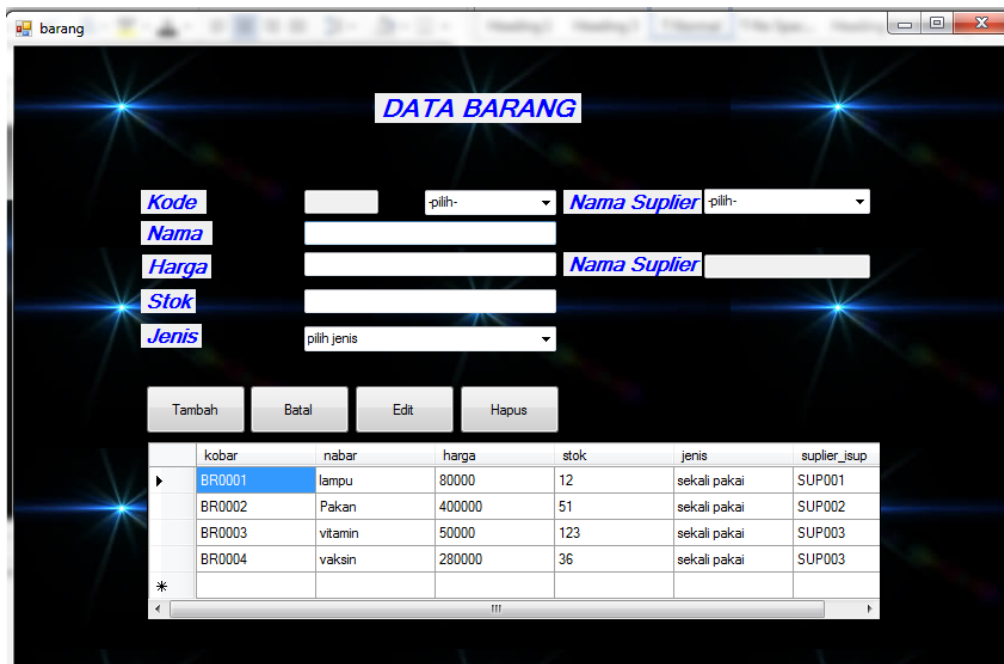 barang
DATA BARANG
Kode -pilih- Nama Suplier -pilih-
Nama
Harga Nama Suplier
Stok
Jenis pilih jenis
Tambah Batal Edit Hapus
kobar nabar harga stok jenis suplier_isup
BR0001 lampu 80000 12 sekali pakai SUP001
BR0002 Pakan 400000 51 sekali pakai SUP002
BR0003 vitamin 50000 123 sekali pakai SUP003
BR0004 vaksin 280000 36 sekali pakai SUP003